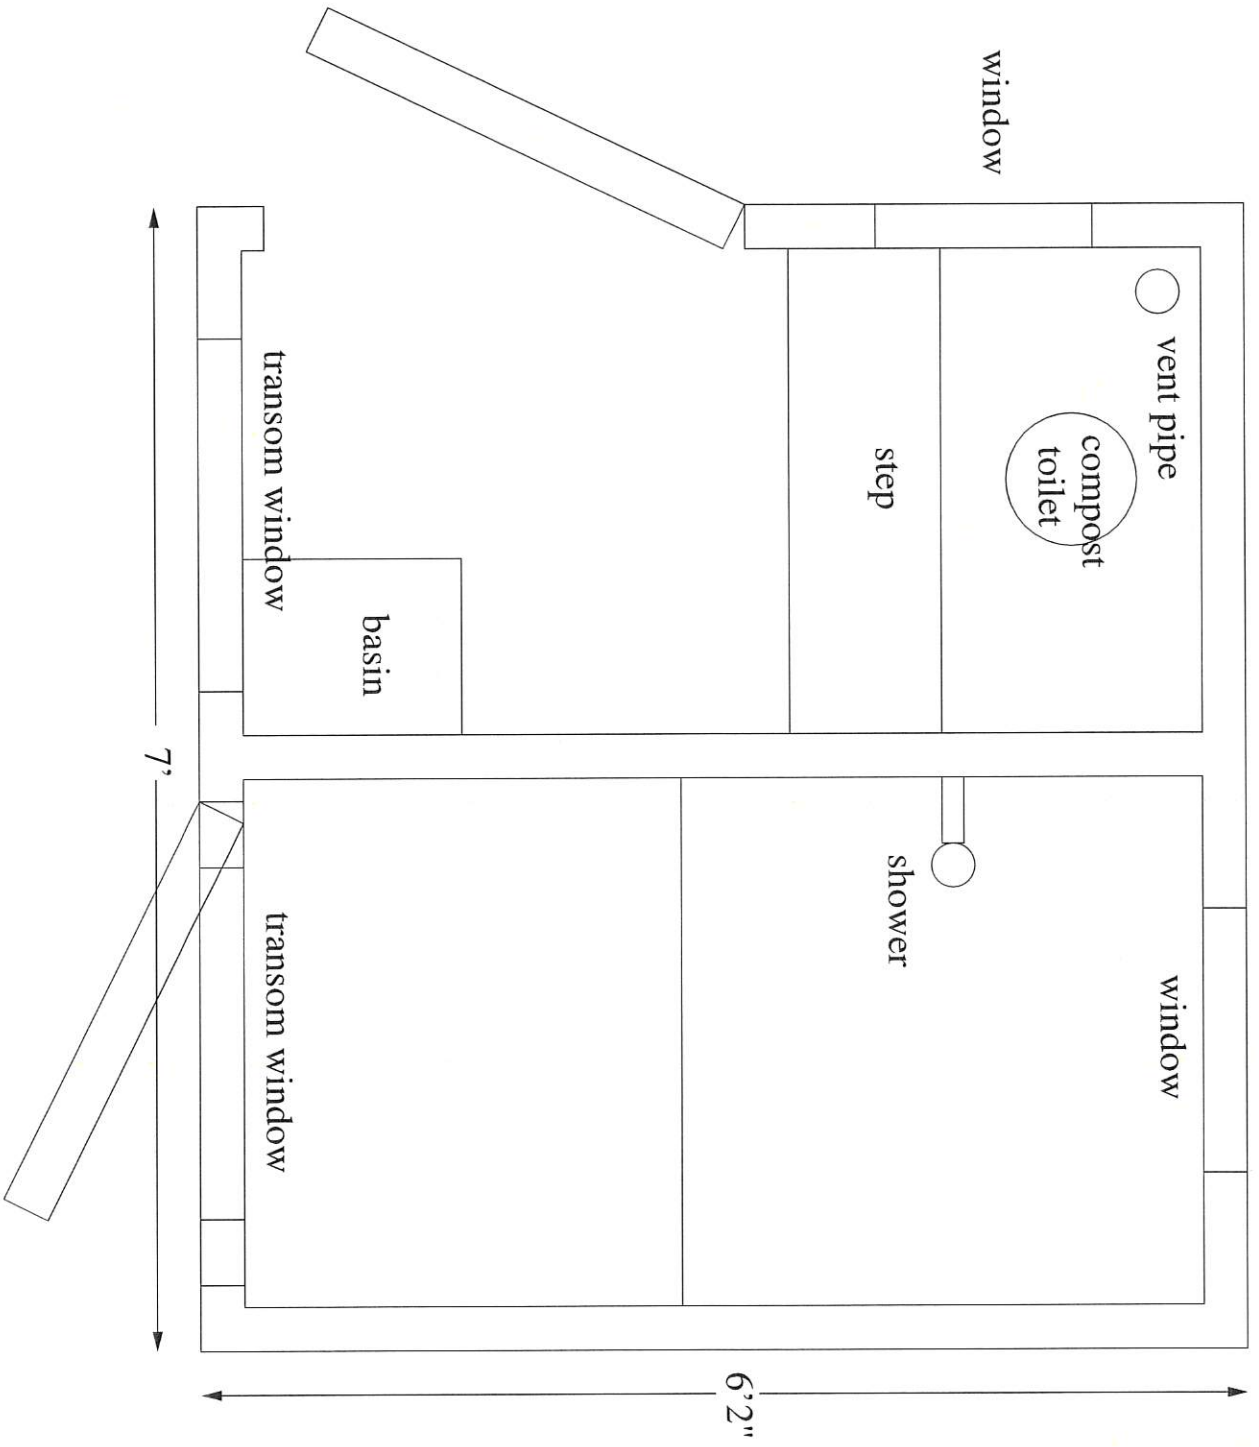 vent pipe
window
compost
toilet
window
step
shower
6'2"
basin
transom window
transom window
7'